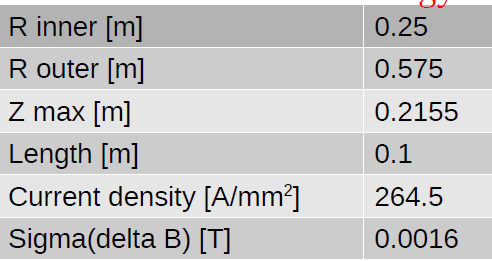 R inner [m] 0.25
R outer [m] 0.575
Z max [m] 0.2155
Length [m] 0.1
Current density [A/mm²] 264.5
Sigma(delta B) [T] 0.0016